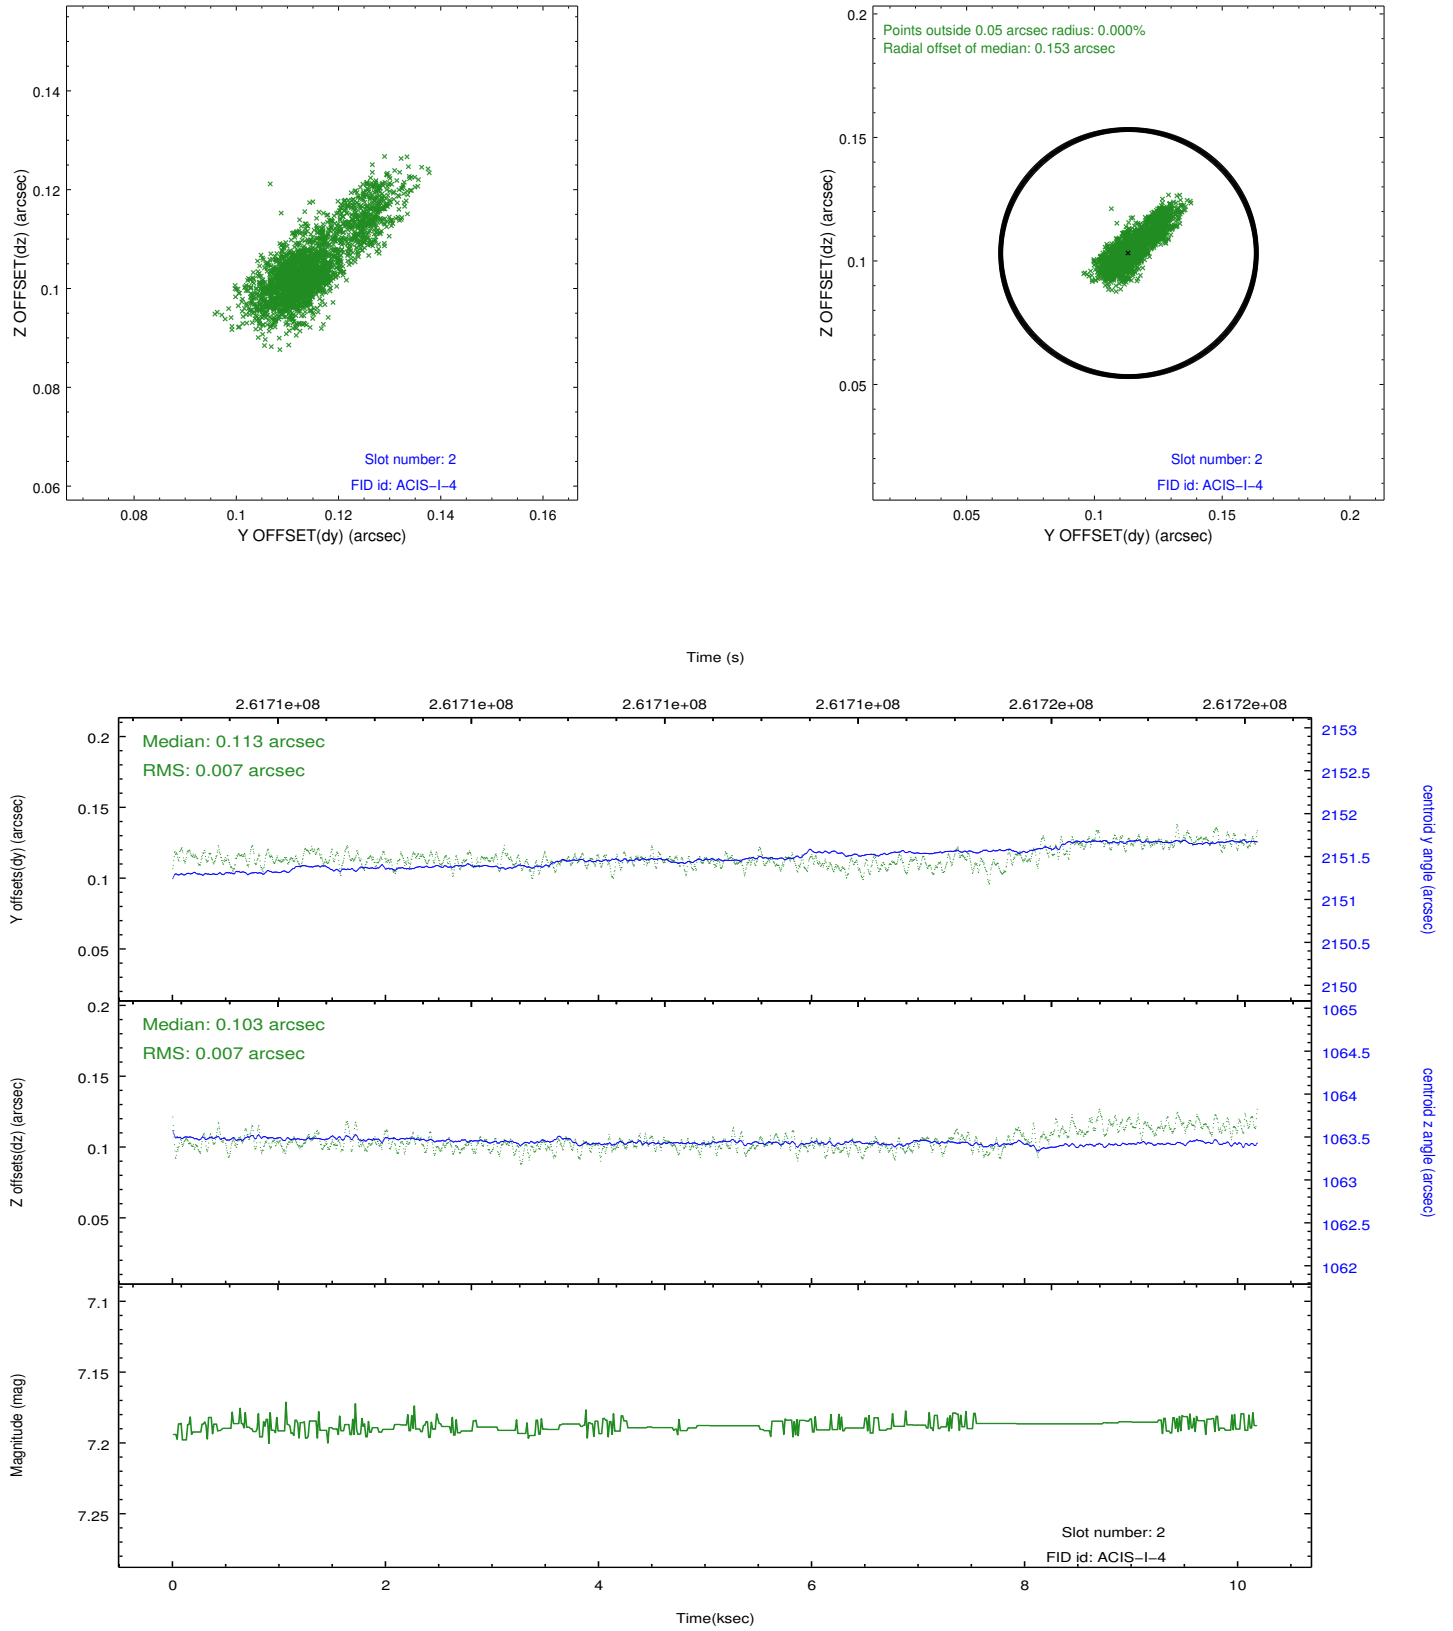 0.14
0.12
0.1
0.08
0.06
Z OFFSET(dz) (arcsec)
Slot number: 2
FID id: ACIS−I−4
0.08 0.1 0.12 0.14 0.16
Y OFFSET(dy) (arcsec)
Points outside 0.05 arcsec radius: 0.000%
Radial offset of median: 0.153 arcsec
0.2
0.15
0.1
0.05
Z OFFSET(dz) (arcsec)
Slot number: 2
FID id: ACIS−I−4
0.05 0.1 0.15 0.2
Y OFFSET(dy) (arcsec)
Time (s)
2.6171e+08 2.6171e+08 2.6171e+08 2.6171e+08 2.6172e+08 2.6172e+08
Median: 0.113 arcsec
RMS: 0.007 arcsec
0.2
0.15
0.1
0.05
Y offsets(dy) (arcsec)
2153
2152.5
2152
2151.5
2151
2150.5
2150
centroid y angle (arcsec)
Median: 0.103 arcsec
RMS: 0.007 arcsec
0.2
0.15
0.1
0.05
Z offsets(dz) (arcsec)
1065
1064.5
1064
1063.5
1063
1062.5
1062
centroid z angle (arcsec)
7.1
7.15
7.2
7.25
Magnitude (mag)
Slot number: 2
FID id: ACIS−I−4
0 2 4 6 8 10
Time(ksec)